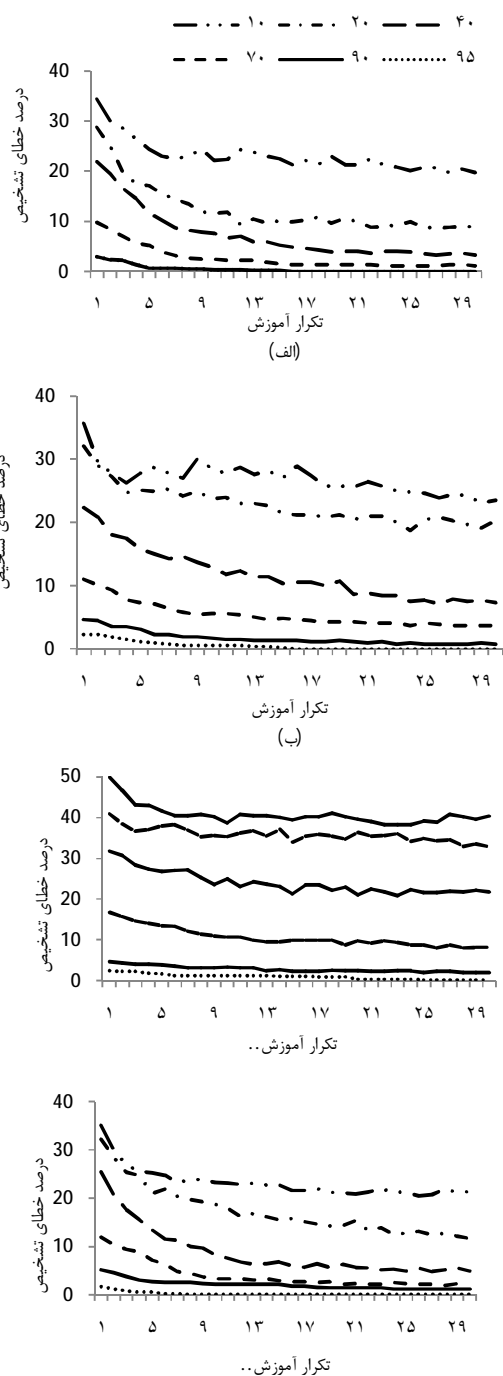 ۱۰ ۲۰ ۴۰
۷۰ ۹۰ ۹۵
درصد خطای تشخیص
40
30
20
10
0
۱ ۵ ۹ ۱۳ ۱۷ ۲۱ ۲۵ ۲۹
تکرار آموزش
(الف)
درصد خطای تشخیص
40
30
20
10
0
۱ ۵ ۹ ۱۳ ۱۷ ۲۱ ۲۵ ۲۹
تکرار آموزش
(ب)
درصد خطای تشخیص
50
40
30
20
10
0
۱ ۵ ۹ ۱۳ ۱۷ ۲۱ ۲۵ ۲۹
تکرار آموزش..
درصد خطای تشخیص
40
30
20
10
0
۱ ۵ ۹ ۱۳ ۱۷ ۲۱ ۲۵ ۲۹
تکرار آموزش..